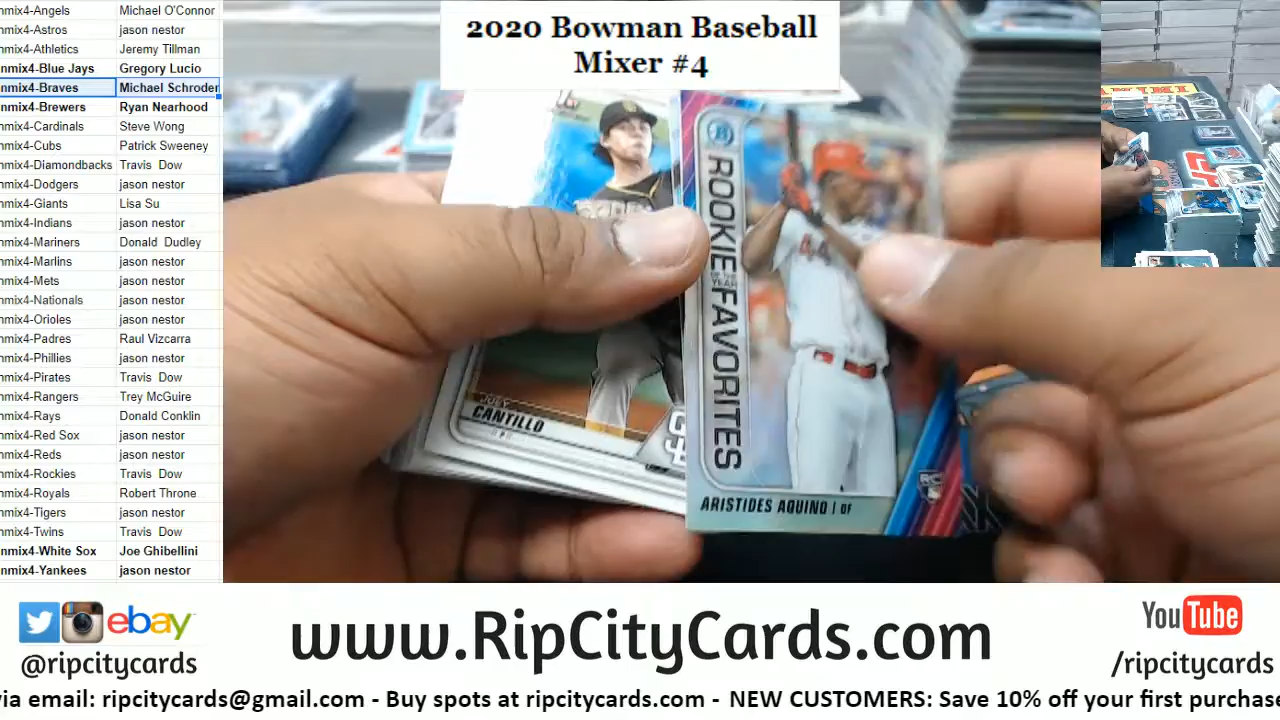 2020 Bowman Baseball
Mixer #4
nmix4-Angels Michael O'Connor
nmix4-Astros jason nestor
nmix4-Athletics Jeremy Tillman
nmix4-Blue Jays Gregory Lucio
nmix4-Braves Michael Schroder
nmix4-Brewers Ryan Nearhood
nmix4-Cardinals Steve Wong
nmix4-Cubs Patrick Sweeney
nmix4-Diamondbacks Travis Dow
nmix4-Dodgers jason nestor
nmix4-Giants Lisa Su
nmix4-Indians jason nestor
nmix4-Mariners Donald Dudley
nmix4-Marlins jason nestor
nmix4-Mets jason nestor
nmix4-Nationals jason nestor
nmix4-Orioles jason nestor
nmix4-Padres Raul Vizcarra
nmix4-Phillies jason nestor
nmix4-Pirates Travis Dow
nmix4-Rangers Trey McGuire
nmix4-Rays Donald Conklin
nmix4-Red Sox jason nestor
nmix4-Reds jason nestor
nmix4-Rockies Travis Dow
nmix4-Royals Robert Throne
nmix4-Tigers jason nestor
nmix4-Twins Travis Dow
nmix4-White Sox Joe Ghibellini
nmix4-Yankees jason nestor
JOEY
CANTILLO
ROOKIE OF THE YEAR FAVORITES
44
RC
ARISTIDES AQUINO | OF
ebay
@ripcitycards
www.RipCityCards.com
YouTube
/ripcitycards
via email: ripcitycards@gmail.com - Buy spots at ripcitycards.com - NEW CUSTOMERS: Save 10% off your first purchase